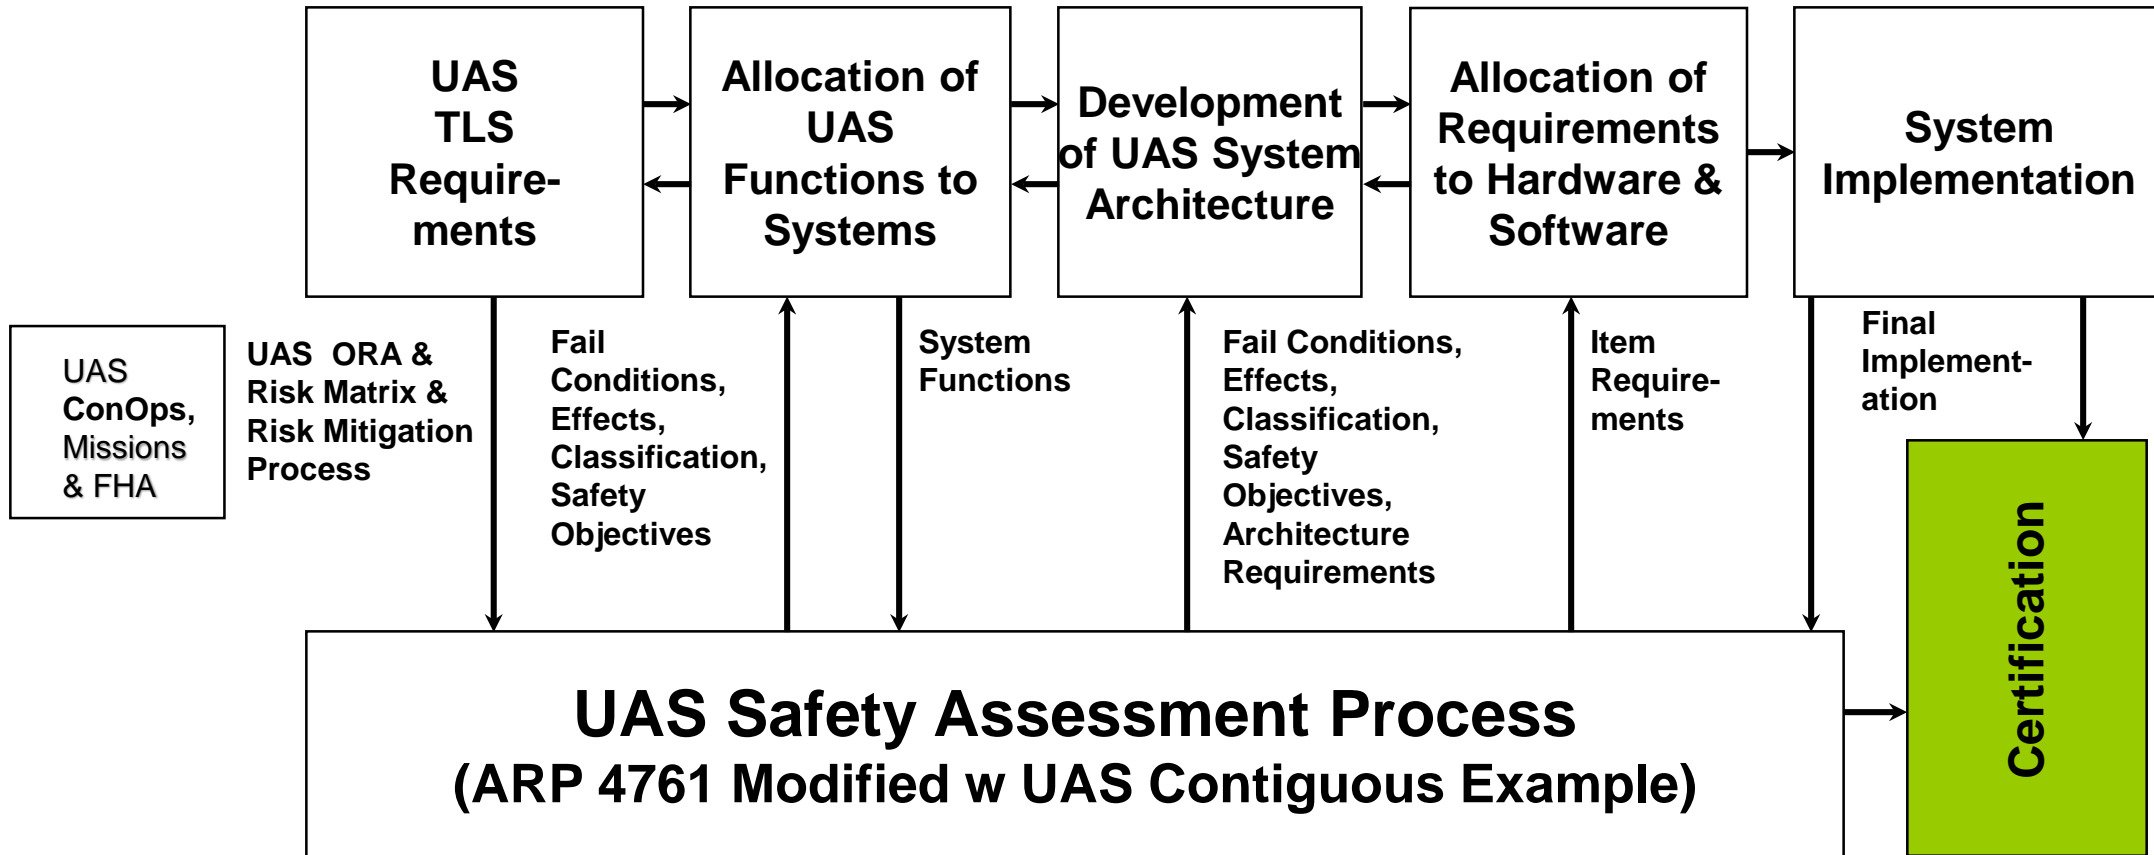 UAS
TLS
Require-
ments
Allocation of
UAS
Functions to
Systems
Development
of UAS System
Architecture
Allocation of
Requirements
to Hardware &
Software
System
Implementation
UAS
ConOps,
Missions
& FHA
UAS ORA &
Risk Matrix &
Risk Mitigation
Process
Fail
Conditions,
Effects,
Classification,
Safety
Objectives
System
Functions
Fail Conditions,
Effects,
Classification,
Safety
Objectives,
Architecture
Requirements
Item
Require-
ments
Final
Implement-
ation
Certification
UAS Safety Assessment Process
(ARP 4761 Modified w UAS Contiguous Example)